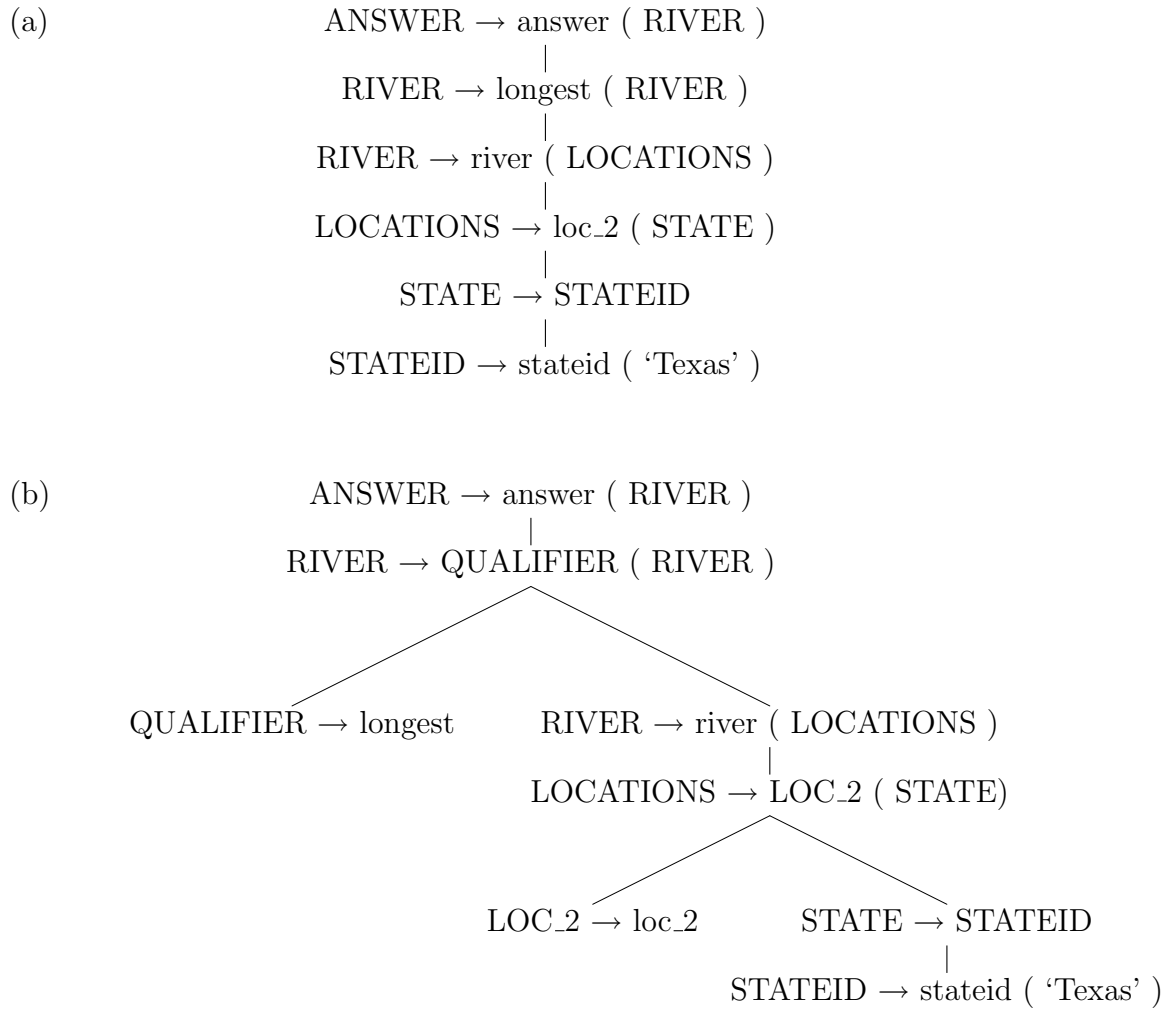 (a) ANSWER → answer ( RIVER )
RIVER → longest ( RIVER )
RIVER → river ( LOCATIONS )
LOCATIONS → loc_2 ( STATE )
STATE → STATEID
STATEID → stateid ( ‘Texas’ )
(b) ANSWER → answer ( RIVER )
RIVER → QUALIFIER ( RIVER )
QUALIFIER → longest RIVER → river ( LOCATIONS )
LOCATIONS → LOC_2 ( STATE)
LOC_2 → loc_2 STATE → STATEID
STATEID → stateid ( ‘Texas’ )